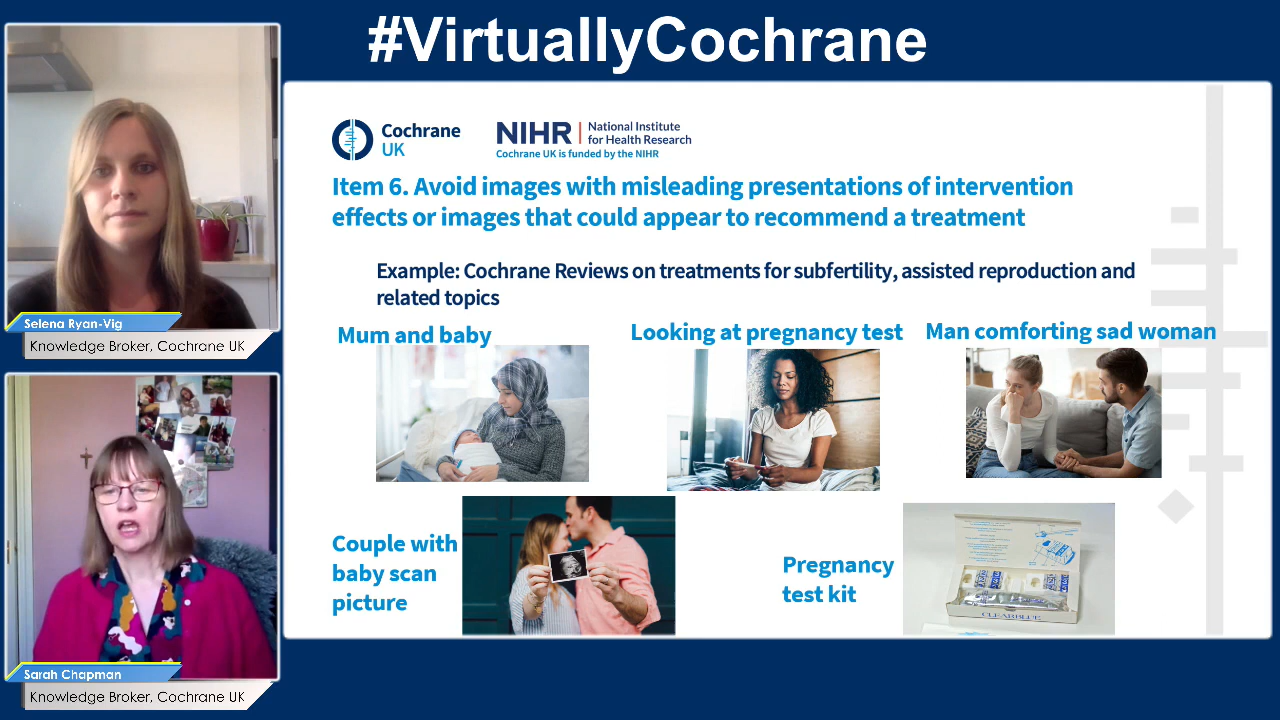 #VirtuallyCochrane
Cochrane
UK
NIHR
National Institute
for Health Research
Cochrane UK is funded by the NIHR
Item 6. Avoid images with misleading presentations of intervention
effects or images that could appear to recommend a treatment
Example: Cochrane Reviews on treatments for subfertility, assisted reproduction and
related topics
Mum and baby
Looking at pregnancy test
Man comforting sad woman
Couple with
baby scan
picture
Pregnancy
test kit
CLEARBLUE
Selena Ryan-Vig
Knowledge Broker, Cochrane UK
Sarah Chapman
Knowledge Broker, Cochrane UK